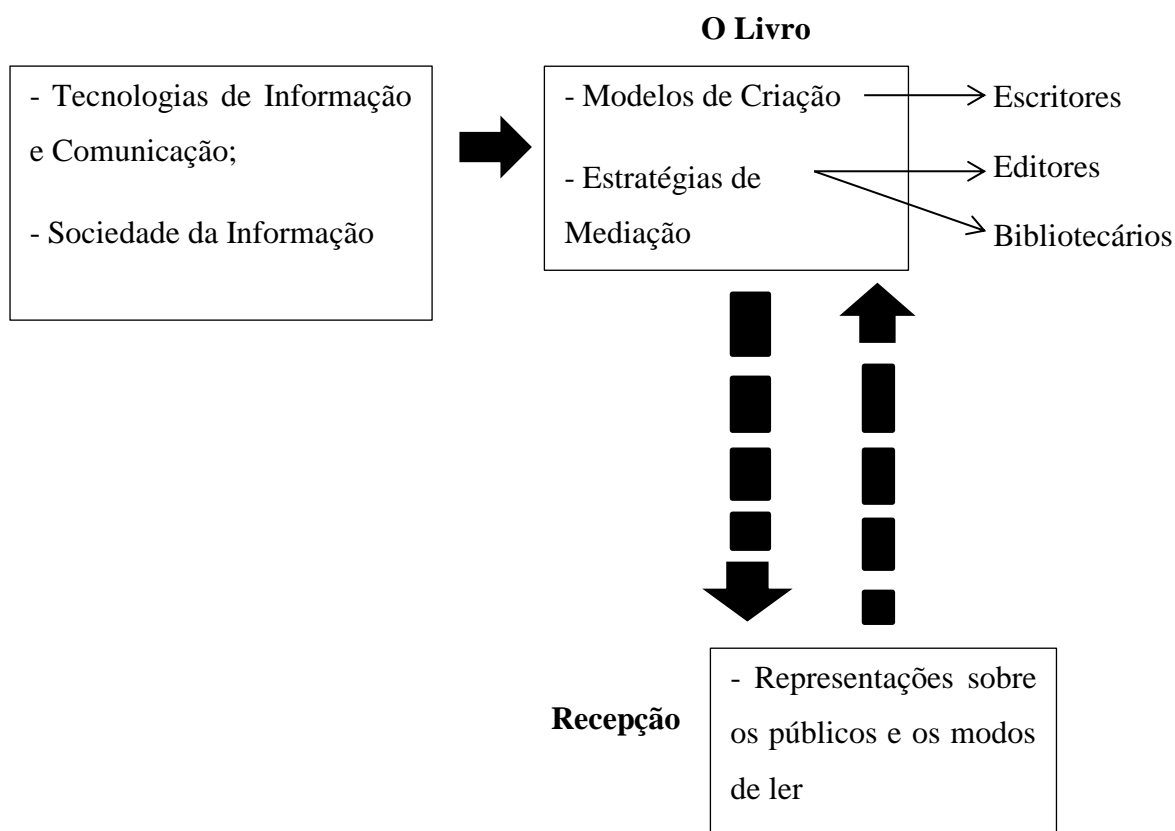 O Livro
- Tecnologias de Informação
e Comunicação;
- Sociedade da Informação
- Modelos de Criação
- Estratégias de
Mediação
Escritores
Editores
Bibliotecários
Recepção
- Representações sobre
os públicos e os modos
de ler